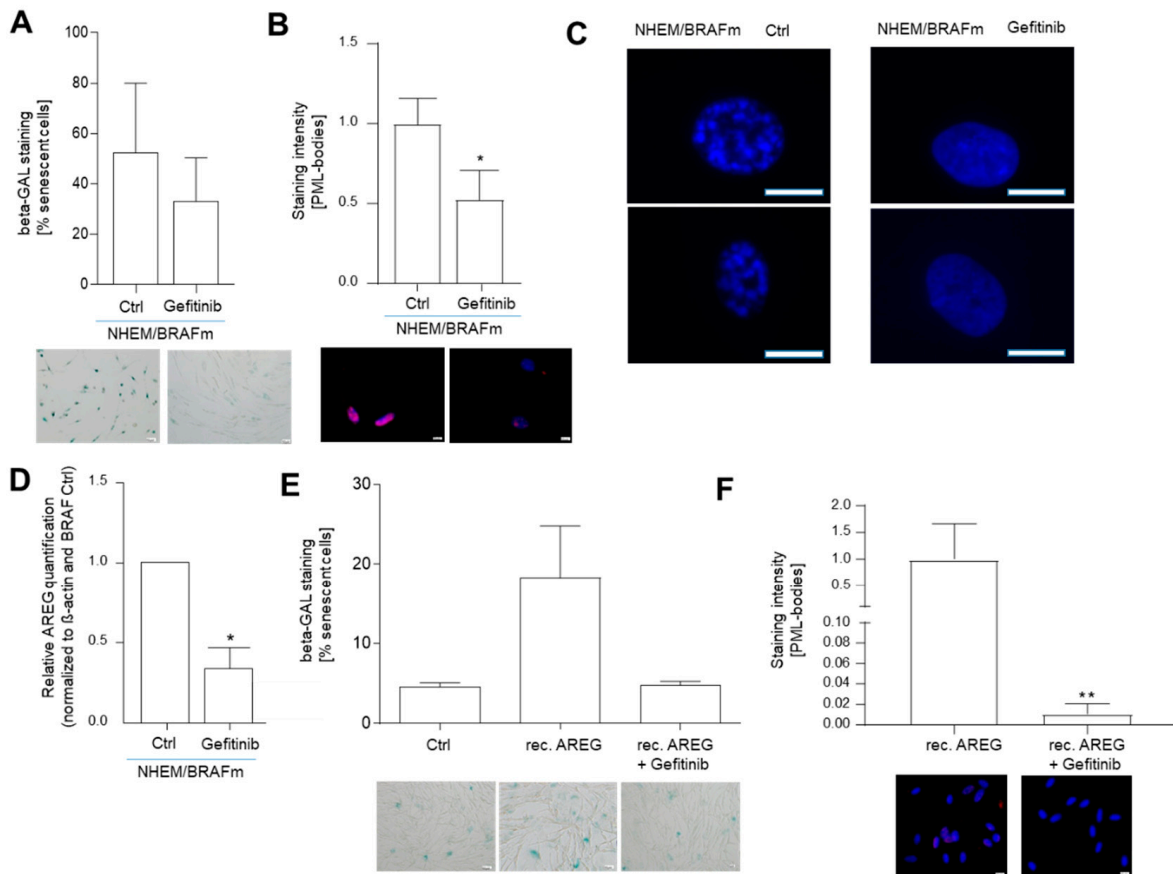 A
beta-GAL staining
[% senescent cells]
100
80
60
40
20
0
Ctrl Gefitinib
NHEM/BRAFm
B
Staining intensity
[PML-bodies]
1.5
1.0
0.5
0.0
*
Ctrl Gefitinib
NHEM/BRAFm
C
NHEM/BRAFm Ctrl
NHEM/BRAFm Gefitinib
D
Relative AREG quantification
(normalized to ß-actin and BRAF Ctrl)
1.5
1.0
0.5
0.0
*
Ctrl Gefitinib
NHEM/BRAFm
E
beta-GAL staining
[% senescent cells]
30
20
10
0
Ctrl rec. AREG rec. AREG
+ Gefitinib
F
Staining intensity
[PML-bodies]
2.0
1.5
1.0
0.5
0.10
0.08
0.06
0.04
0.02
0.00
**
rec. AREG rec. AREG
+ Gefitinib